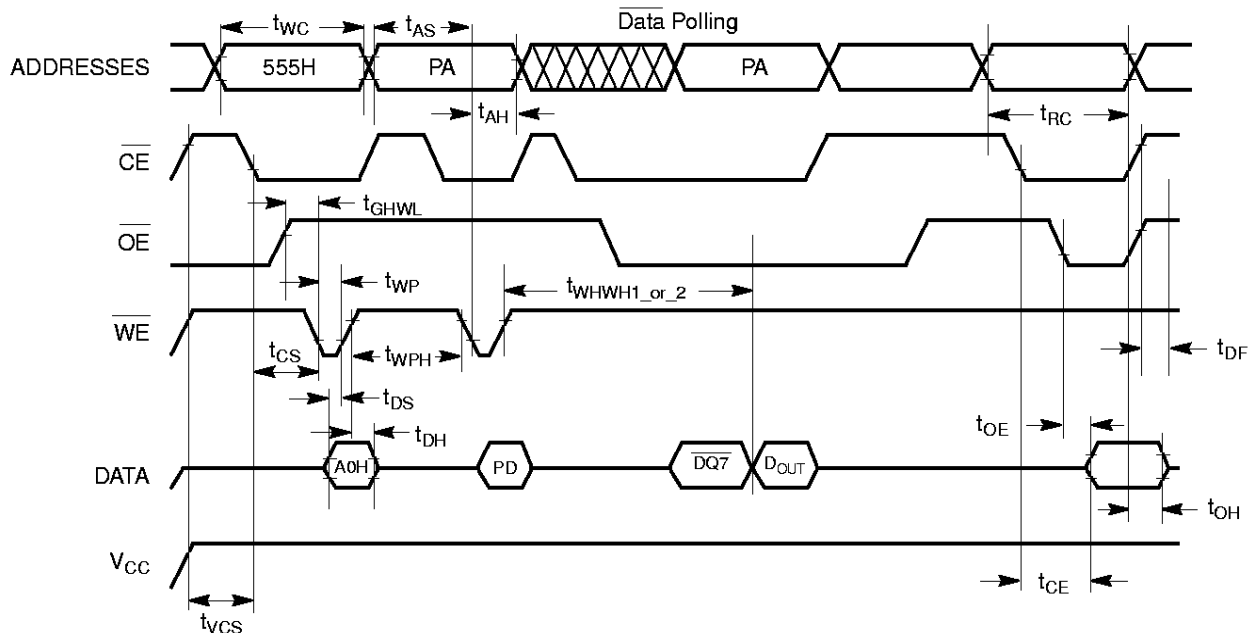 Data Polling
tWC
tAS
ADDRESSES
555H
PA
PA
tAH
tRC
CE
tGHWL
OE
tWP
tWHWH1_or_2
WE
tCS
tWPH
tDF
tDS
tOE
tDH
DATA
A0H
PD
DQ7
DOUT
tOH
VCC
tCE
tVCS